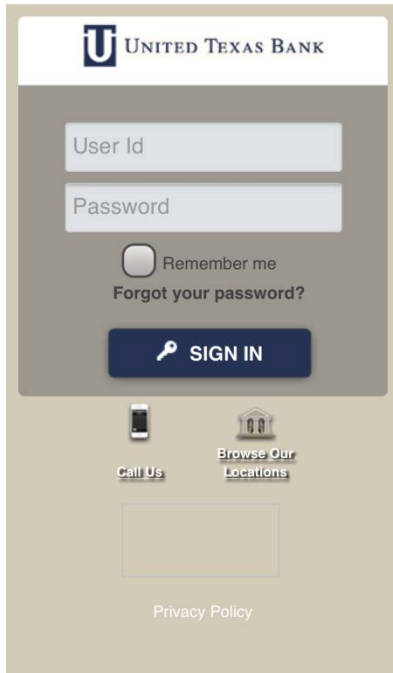 UNITED TEXAS BANK
User Id
Password
Remember me
Forgot your password?
SIGN IN
Call Us
Browse Our
Locations
Privacy Policy